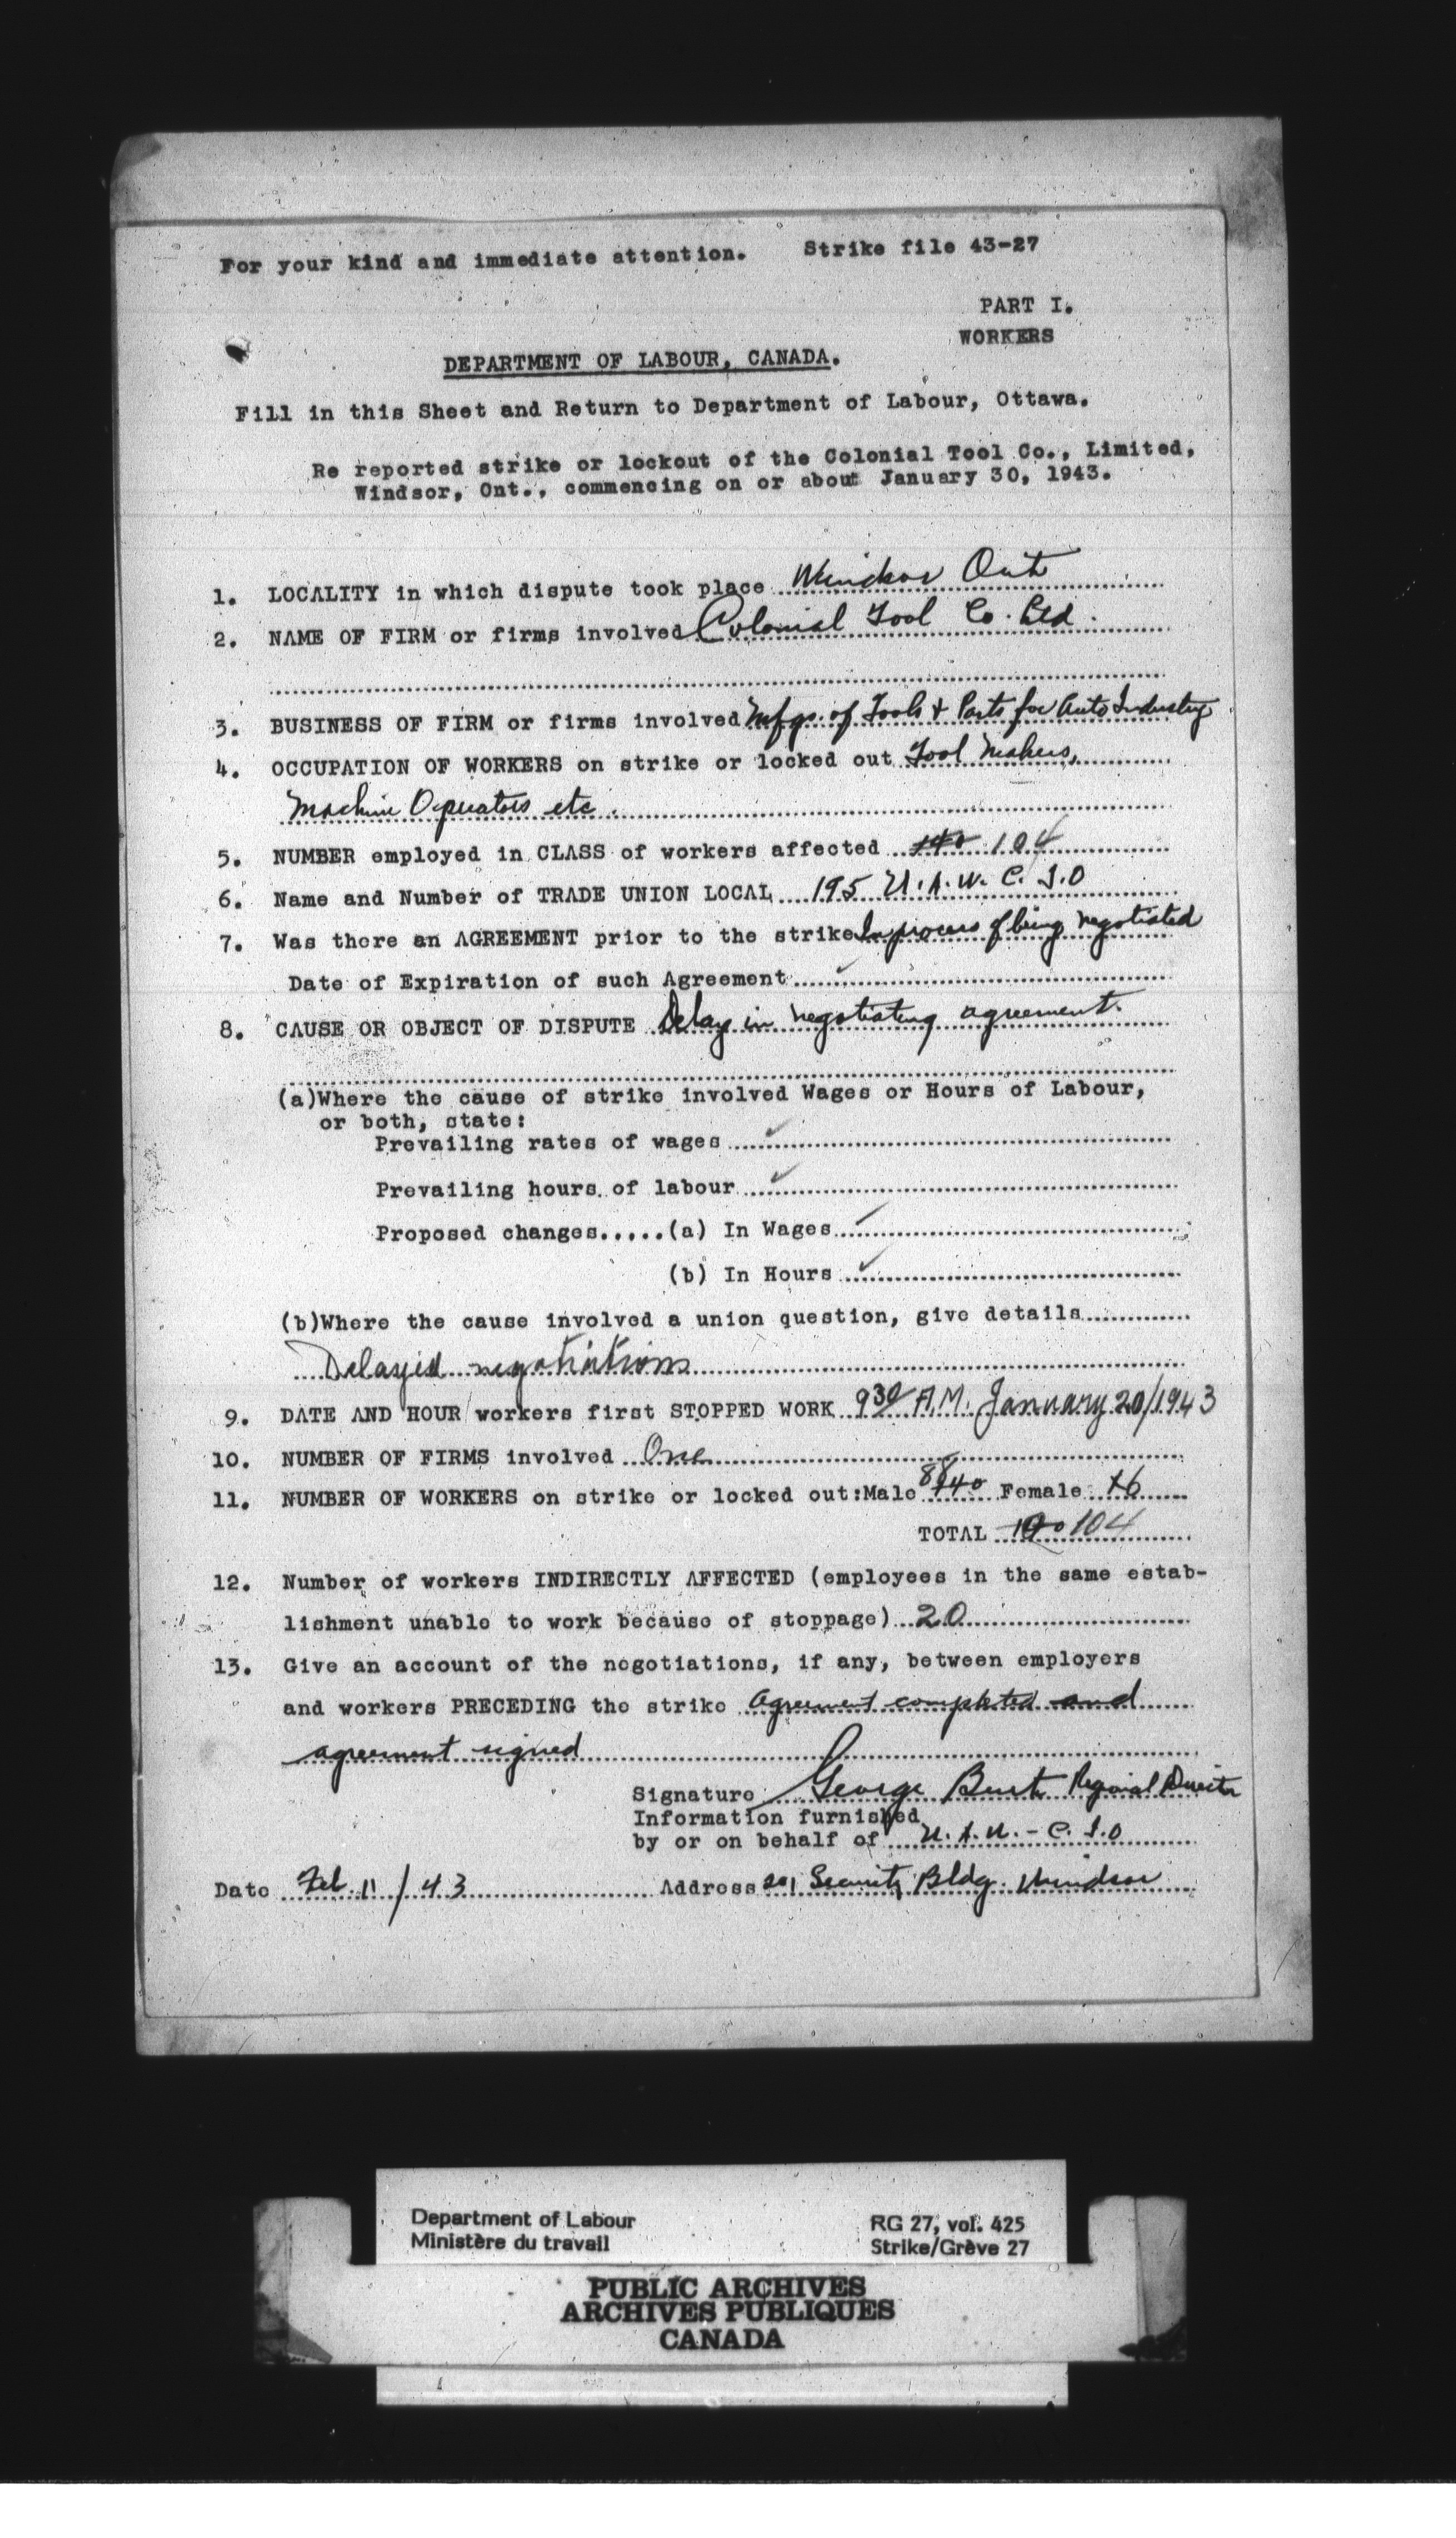 For your kind and immediate attention. Strike file 43-27
PART I.
WORKERS
DEPARTMENT OF LABOUR, CANADA.
Fill in this Sheet and Return to Department of Labour, Ottawa.
Re reported strike or lockout of the Colonial Tool Co., Limited,
Windsor, Ont., commencing on or about January 30, 1943.
1. LOCALITY in which dispute took place Windsor Ont
2. NAME OF FIRM or firms involved Colonial Tool Co. Ltd.
3. BUSINESS OF FIRM or firms involved Mfgs. of Tools & Parts for Auto Industry
4. OCCUPATION OF WORKERS on strike or locked out Tool Makers,
Machine Operators etc.
5. NUMBER employed in CLASS of workers affected 140 104
6. Name and Number of TRADE UNION LOCAL 195 U.A.W. C.I.O
7. Was there an AGREEMENT prior to the strike In process of being negotiated
Date of Expiration of such Agreement
8. CAUSE OR OBJECT OF DISPUTE Delay in negotiating agreement.
(a)Where the cause of strike involved Wages or Hours of Labour,
or both, state:
Prevailing rates of wages
Prevailing hours of labour
Proposed changes.....(a) In Wages
(b) In Hours
(b)Where the cause involved a union question, give details
Delayed negotiations
9. DATE AND HOUR workers first STOPPED WORK 9 30/ A.M. January 20/1943
10. NUMBER OF FIRMS involved One
11. NUMBER OF WORKERS on strike or locked out:Male 88 140 Female 16
TOTAL 104
12. Number of workers INDIRECTLY AFFECTED (employees in the same estab-
lishment unable to work because of stoppage) 20
13. Give an account of the negotiations, if any, between employers
and workers PRECEDING the strike Agreement completed and
agreement signed
Signature George Burt Regional Director
Information furnished
by or on behalf of U.A.W. - C.I.O
Date Feb 11/43 Address 201 Security Bldg. Windsor
Department of Labour RG 27, vol. 425
Ministère du travail Strike/Grève 27
PUBLIC ARCHIVES
ARCHIVES PUBLIQUES
CANADA